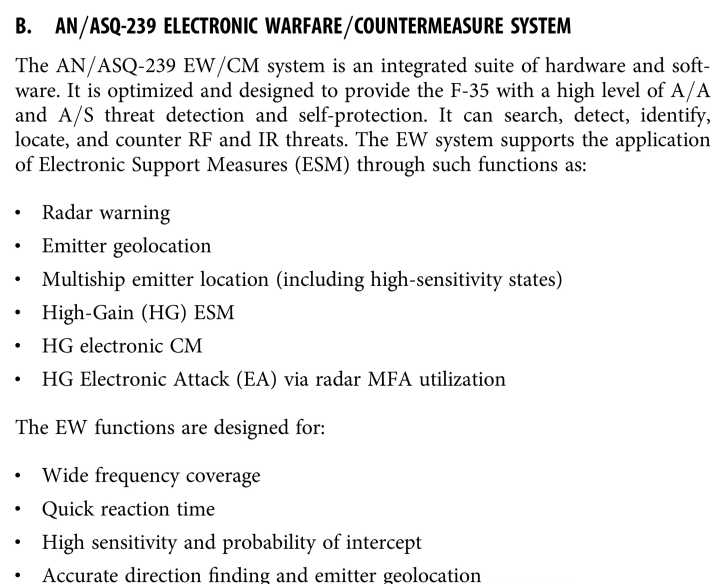 B. AN/ASQ-239 ELECTRONIC WARFARE/COUNTERMEASURE SYSTEM
The AN/ASQ-239 EW/CM system is an integrated suite of hardware and soft-
ware. It is optimized and designed to provide the F-35 with a high level of A/A
and A/S threat detection and self-protection. It can search, detect, identify,
locate, and counter RF and IR threats. The EW system supports the application
of Electronic Support Measures (ESM) through such functions as:
• Radar warning
• Emitter geolocation
• Multiship emitter location (including high-sensitivity states)
• High-Gain (HG) ESM
• HG electronic CM
• HG Electronic Attack (EA) via radar MFA utilization
The EW functions are designed for:
• Wide frequency coverage
• Quick reaction time
• High sensitivity and probability of intercept
• Accurate direction finding and emitter geolocation